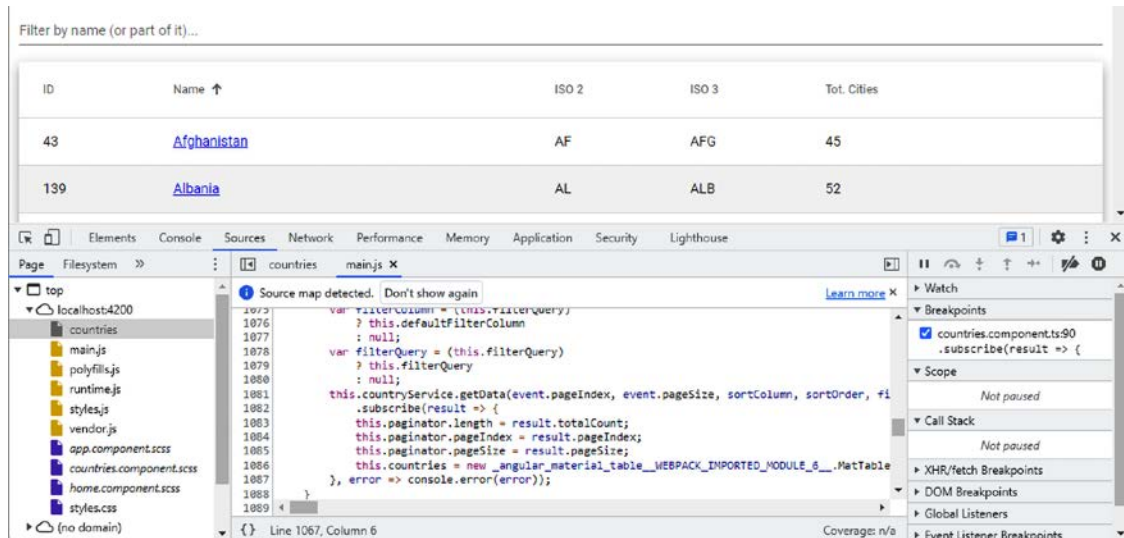 Filter by name (or part of it)...
ID Name ↑ ISO 2 ISO 3 Tot. Cities
43 Afghanistan AF AFG 45
139 Albania AL ALB 52
Elements Console Sources Network Performance Memory Application Security Lighthouse 1
Page Filesystem » countries main.js ×
top
localhost:4200
countries
main.js
polyfills.js
runtime.js
styles.js
vendor.js
app.component.scss
countries.component.scss
home.component.scss
styles.css
(no domain)
Source map detected. Don't show again Learn more ×
1075 var filterColumn = (this.filterQuery)
1076 ? this.defaultFilterColumn
1077 : null;
1078 var filterQuery = (this.filterQuery)
1079 ? this.filterQuery
1080 : null;
1081 this.countryService.getData(event.pageIndex, event.pageSize, sortColumn, sortOrder, fi
1082 .subscribe(result => {
1083 this.paginator.length = result.totalCount;
1084 this.paginator.pageIndex = result.pageIndex;
1085 this.paginator.pageSize = result.pageSize;
1086 this.countries = new _angular_material_table__WEBPACK_IMPORTED_MODULE_6__.MatTable
1087 }, error => console.error(error));
1088 }
1089
{} Line 1067, Column 6 Coverage: n/a
Watch
Breakpoints
countries.component.ts:90
.subscribe(result => {
Scope
Not paused
Call Stack
Not paused
XHR/fetch Breakpoints
DOM Breakpoints
Global Listeners
Event Listener Breakpoints